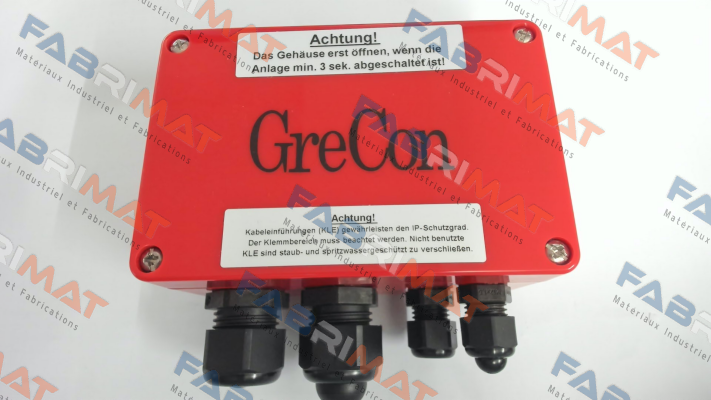 Achtung!
Das Gehäuse erst öffnen, wenn die
Anlage min. 3 sek. abgeschaltet ist!
GreCon
Achtung!
Kabeleinführungen (KLE) gewährleisten den IP-Schutzgrad.
Der Klemmbereich muss beachtet werden. Nicht benutzte
KLE sind staub- und spritzwassergeschützt zu verschließen.
FABRIMAT
Materiaux Industriel et Fabrications